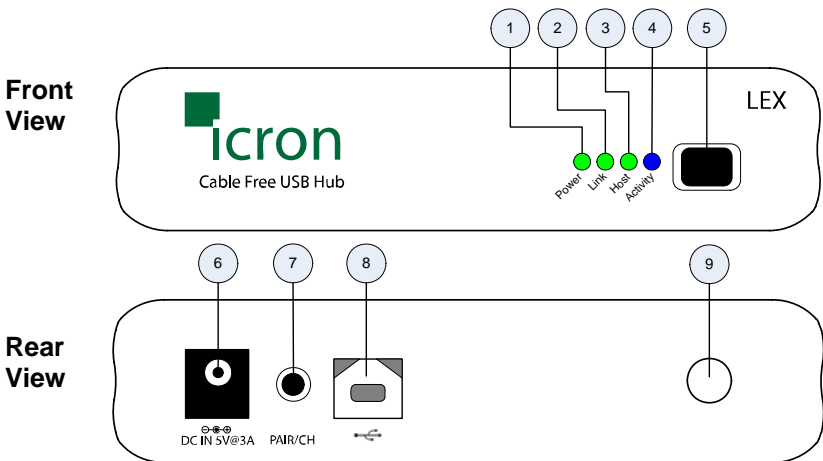 1 2 3 4 5
Front
View
LEX
icron
Cable Free USB Hub
Power Link Host Activity
6 7 8 9
Rear
View
DC IN 5V@3A PAIR/CH